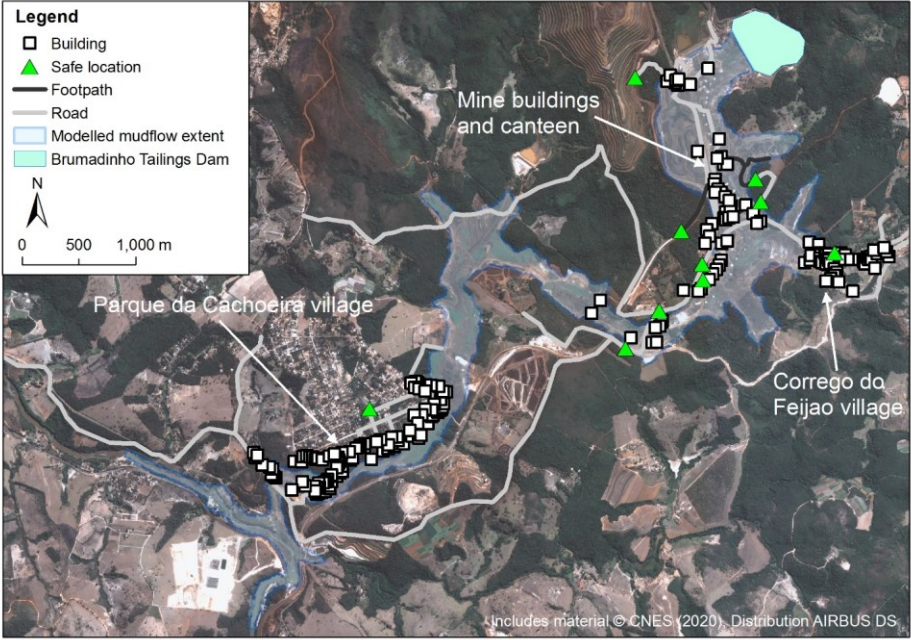 Legend
Building
Safe location
Footpath
Road
Modelled mudflow extent
Brumadinho Tailings Dam
N
0 500 1,000 m
Mine buildings
and canteen
Parque da Cachoeira village
Corrego do
Feijao village
Includes material © CNES (2020), Distribution AIRBUS DS